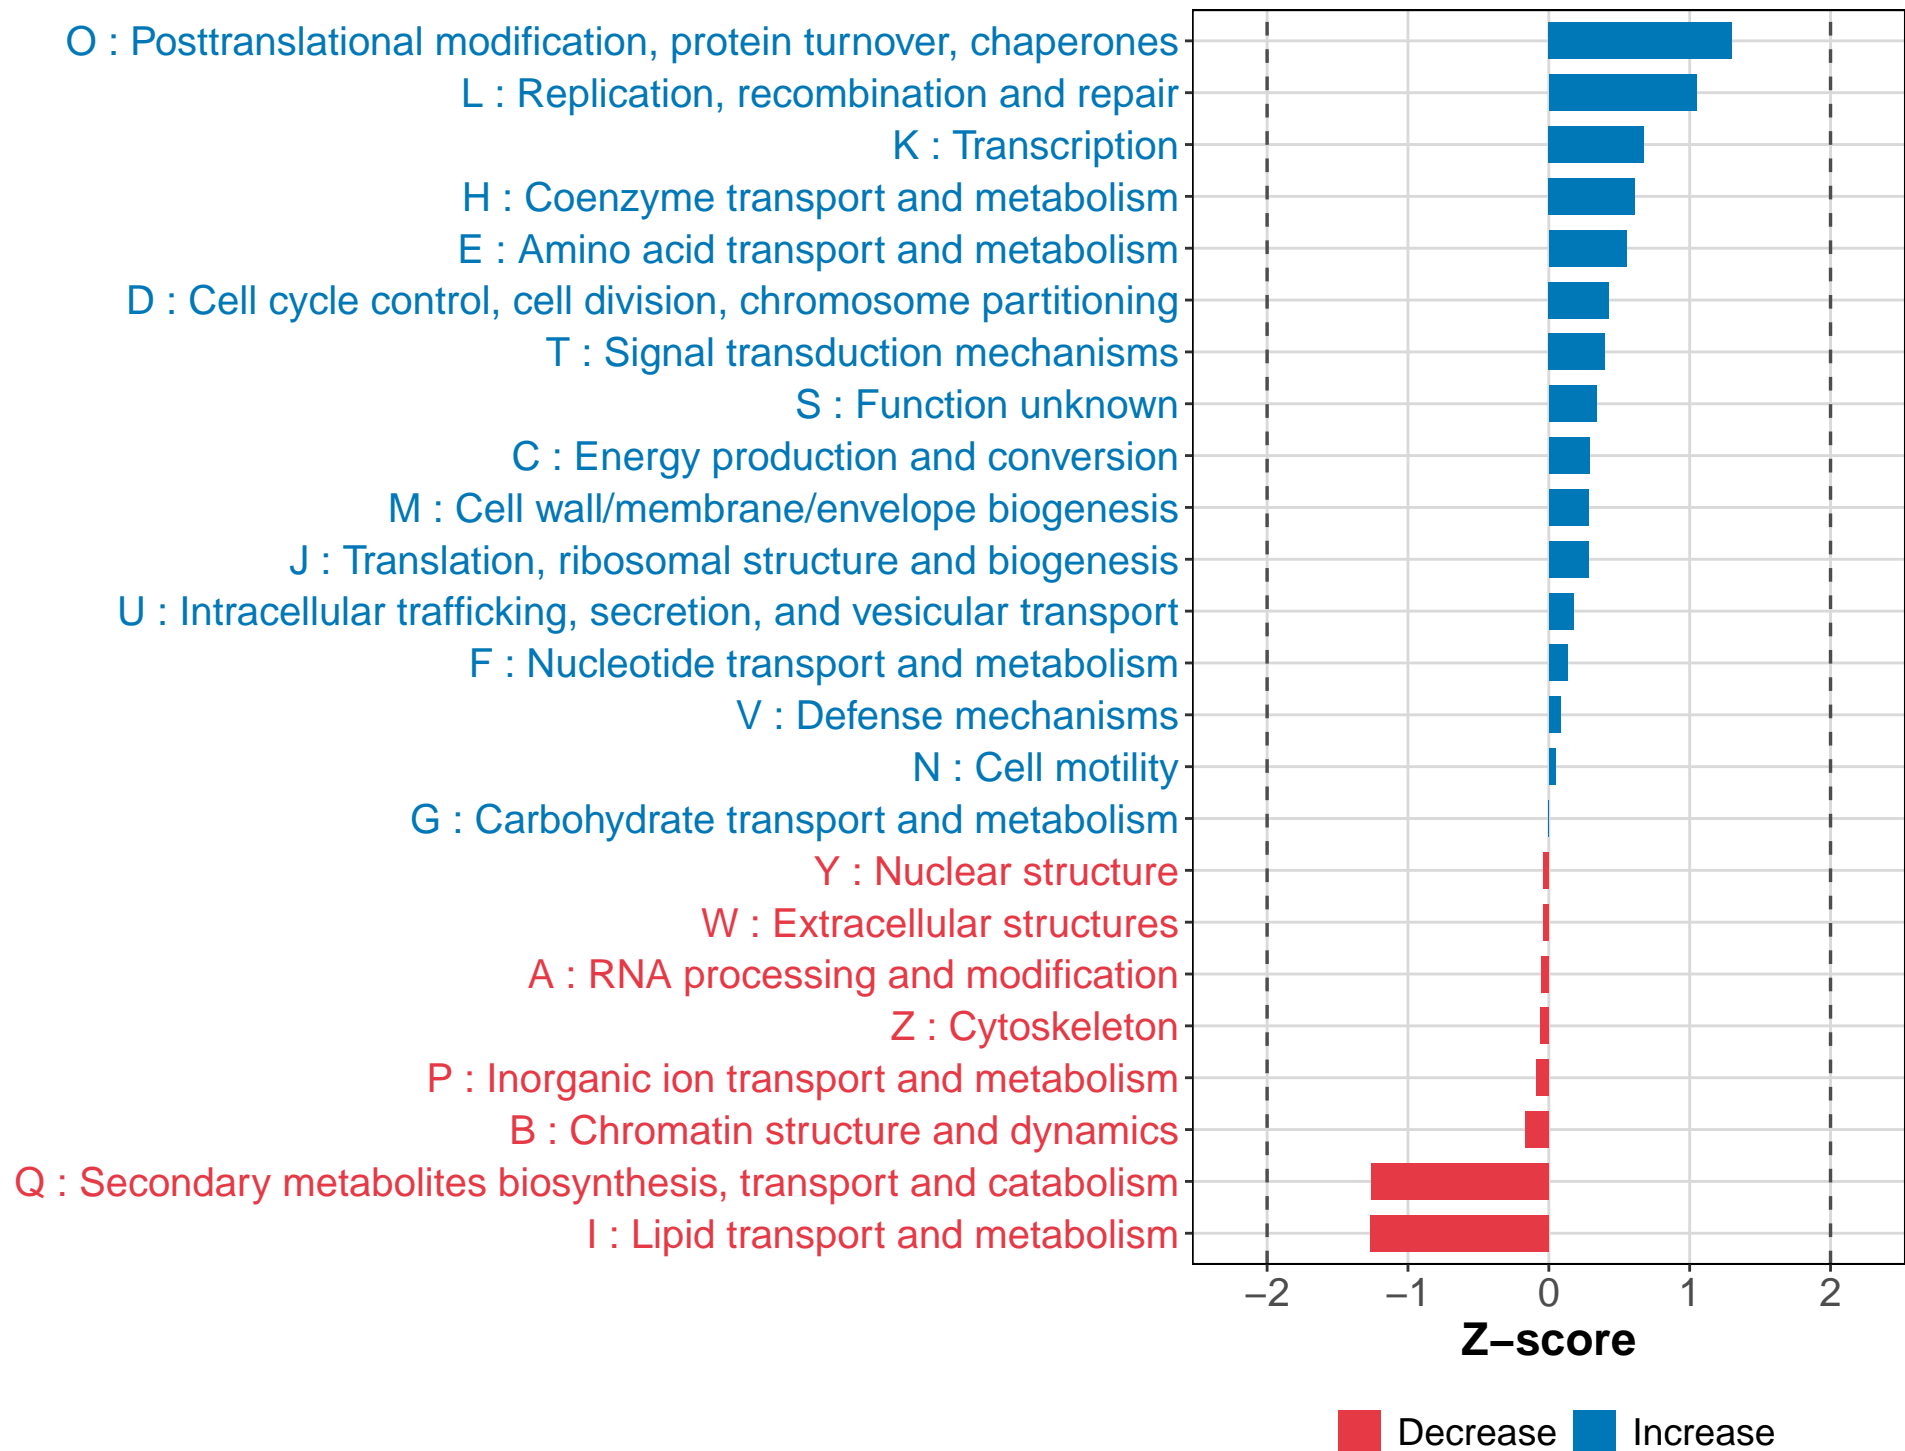 O : Posttranslational modification, protein turnover, chaperones
L : Replication, recombination and repair
K : Transcription
H : Coenzyme transport and metabolism
E : Amino acid transport and metabolism
D : Cell cycle control, cell division, chromosome partitioning
T : Signal transduction mechanisms
S : Function unknown
C : Energy production and conversion
M : Cell wall/membrane/envelope biogenesis
J : Translation, ribosomal structure and biogenesis
U : Intracellular trafficking, secretion, and vesicular transport
F : Nucleotide transport and metabolism
V : Defense mechanisms
N : Cell motility
G : Carbohydrate transport and metabolism
Y : Nuclear structure
W : Extracellular structures
A : RNA processing and modification
Z : Cytoskeleton
P : Inorganic ion transport and metabolism
B : Chromatin structure and dynamics
Q : Secondary metabolites biosynthesis, transport and catabolism
I : Lipid transport and metabolism
−2 −1 0 1 2
Z−score
Decrease Increase